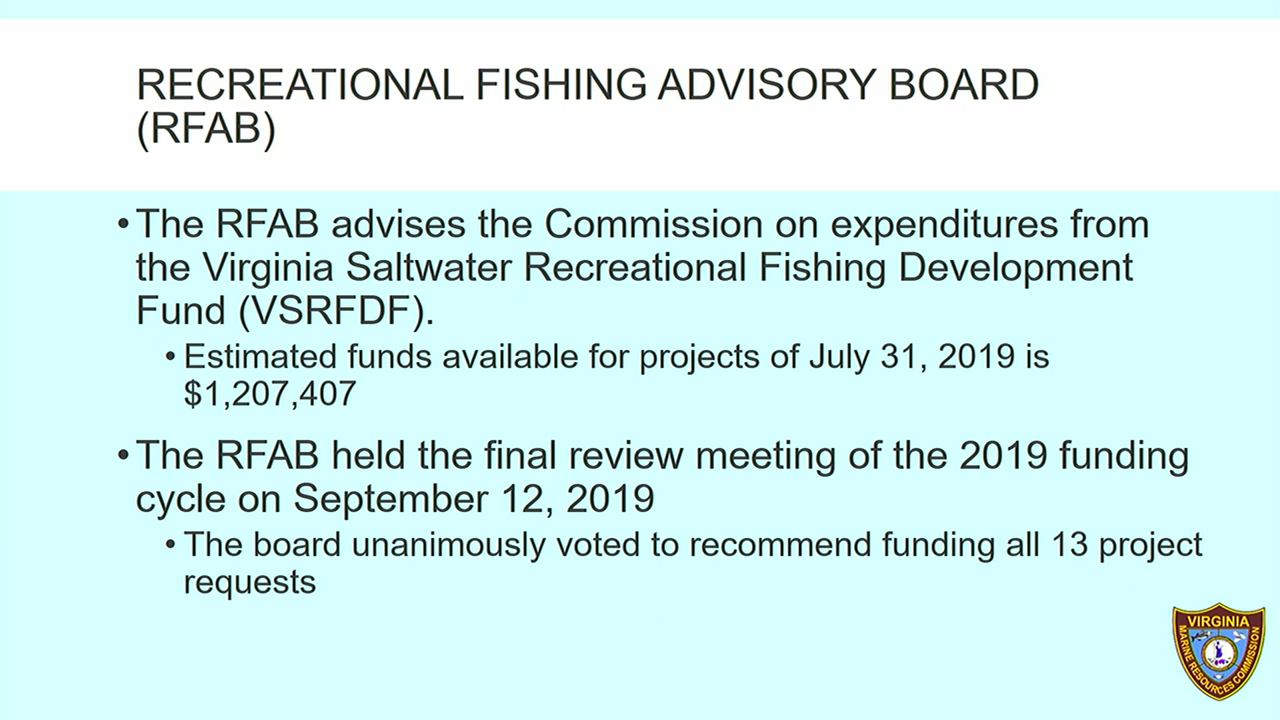 RECREATIONAL FISHING ADVISORY BOARD
(RFAB)
• The RFAB advises the Commission on expenditures from
the Virginia Saltwater Recreational Fishing Development
Fund (VSRFDF).
• Estimated funds available for projects of July 31, 2019 is
$1,207,407
• The RFAB held the final review meeting of the 2019 funding
cycle on September 12, 2019
• The board unanimously voted to recommend funding all 13 project
requests
VIRGINIA
MARINE RESOURCES COMMISSION